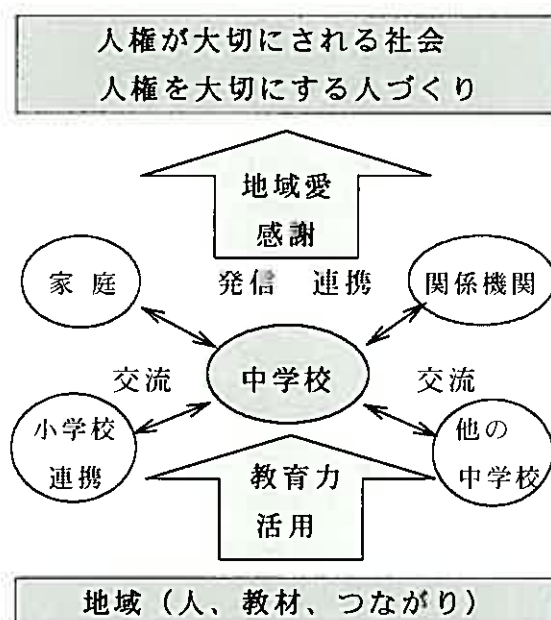 人権が大切にされる社会
人権を大切にする人づくり
地域愛
感謝
家庭
発信 連携
関係機関
交流
中学校
交流
小学校
連携
他の
中学校
教育力
活用
地域（人、教材、つながり）